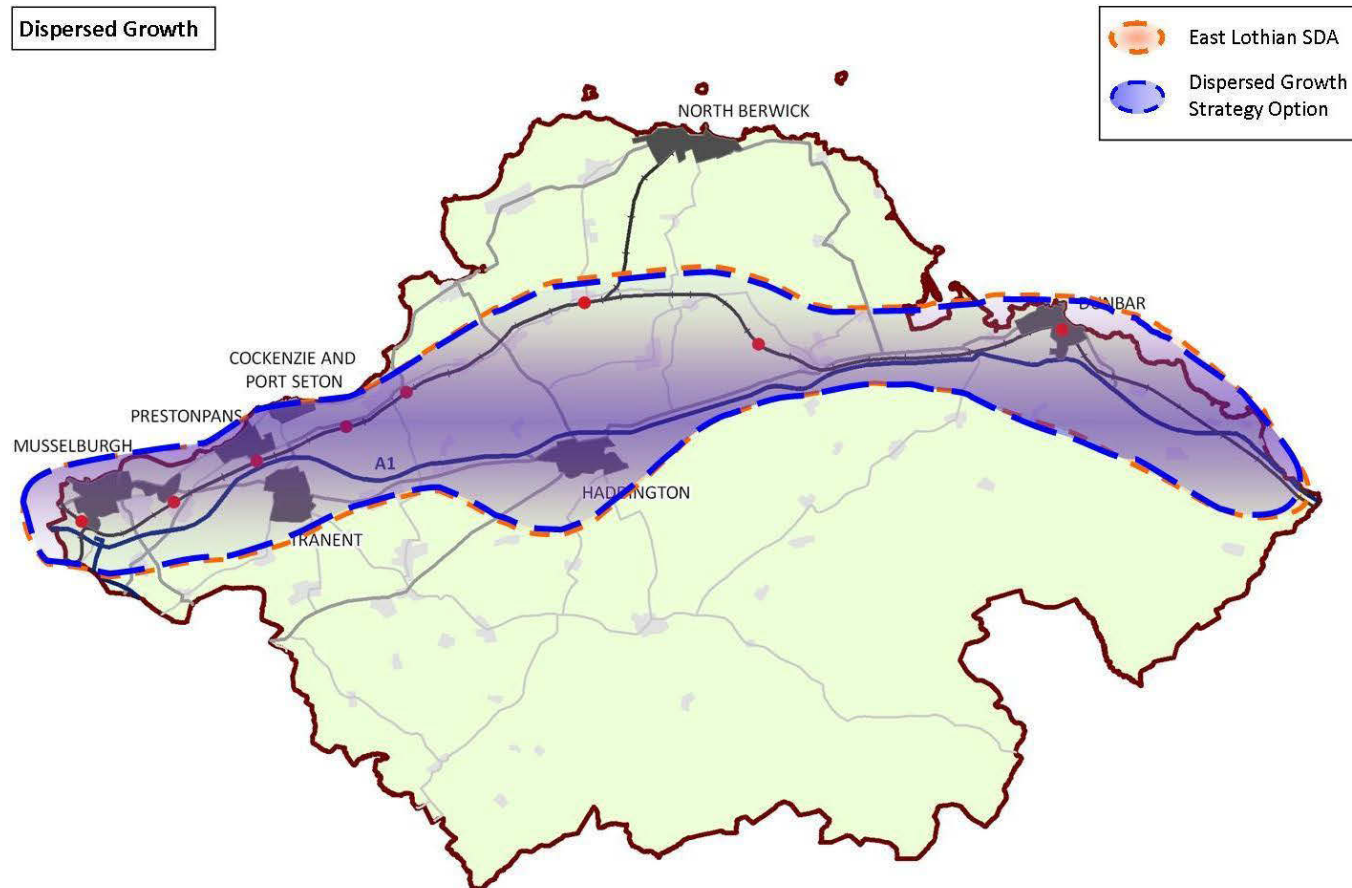 Dispersed Growth
East Lothian SDA
Dispersed Growth
Strategy Option
NORTH BERWICK
DUNBAR
COCKENZIE AND
PORT SETON
PRESTONPANS
MUSSELBURGH
A1
HADDINGTON
TRANENT